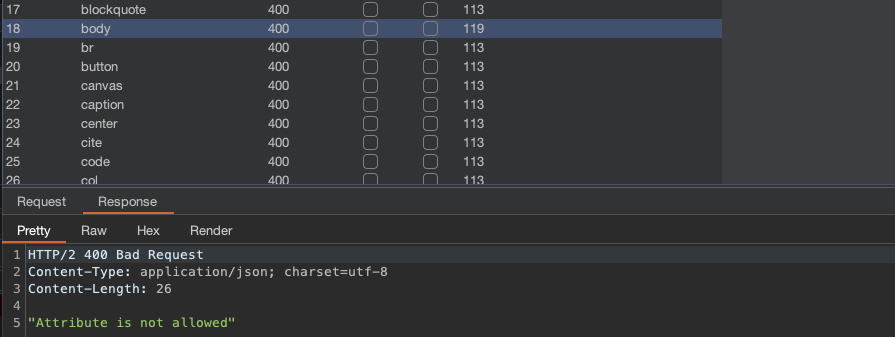 17 blockquote 400 113
18 body 400 119
19 br 400 113
20 button 400 113
21 canvas 400 113
22 caption 400 113
23 center 400 113
24 cite 400 113
25 code 400 113
26 col 400 113
Request Response
Pretty Raw Hex Render
1 HTTP/2 400 Bad Request
2 Content-Type: application/json; charset=utf-8
3 Content-Length: 26
4
5 "Attribute is not allowed"